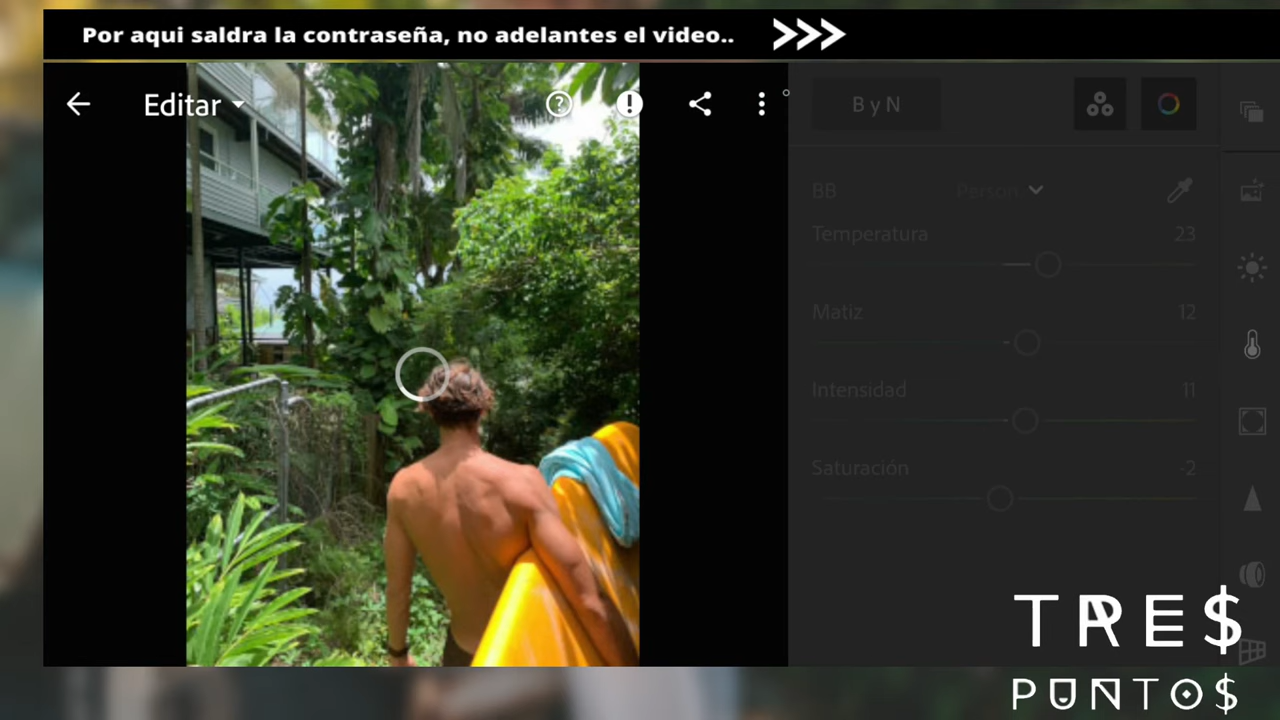 Por aqui saldra la contraseña, no adelantes el video..
Editar
B y N
BB
Person.
Temperatura
23
Matiz
12
Intensidad
11
Saturación
-2
TRE$
PUNTO$